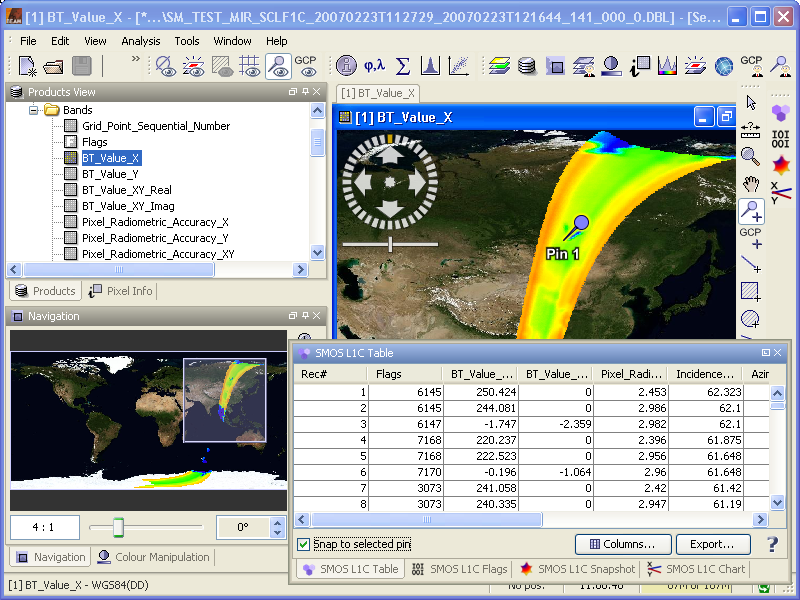 [1] BT_Value_X - [*...\SM_TEST_MIR_SCLF1C_20070223T112729_20070223T121644_141_000_0.DBL] - [Se...
File Edit View Analysis Tools Window Help
» φ,λ Σ GCP GCP
Products View
[1] BT_Value_X
Bands
Grid_Point_Sequential_Number
Flags
BT_Value_X
BT_Value_Y
BT_Value_XY_Real
BT_Value_XY_Imag
Pixel_Radiometric_Accuracy_X
Pixel_Radiometric_Accuracy_Y
Pixel_Radiometric_Accuracy_XY
Products Pixel Info
[1] BT_Value_X
Pin 1
GCP
IOI
OOI
X
Y
Navigation
4 : 1 0°
Navigation Colour Manipulation
SMOS L1C Table
Rec# Flags BT_Value_... BT_Value_... Pixel_Radi... Incidence... Azir
1 6145 250.424 0 2.453 62.323
2 6145 244.081 0 2.986 62.1
3 6147 -1.747 -2.359 2.982 62.1
4 7168 220.237 0 2.396 61.875
5 7168 222.523 0 2.956 61.648
6 7170 -0.196 -1.064 2.96 61.648
7 3073 241.058 0 2.42 61.42
8 3073 240.335 0 2.947 61.19
Snap to selected pin Columns... Export... ?
SMOS L1C Table SMOS L1C Flags SMOS L1C Snapshot SMOS L1C Chart
[1] BT_Value_X - WGS84(DD) No pos.